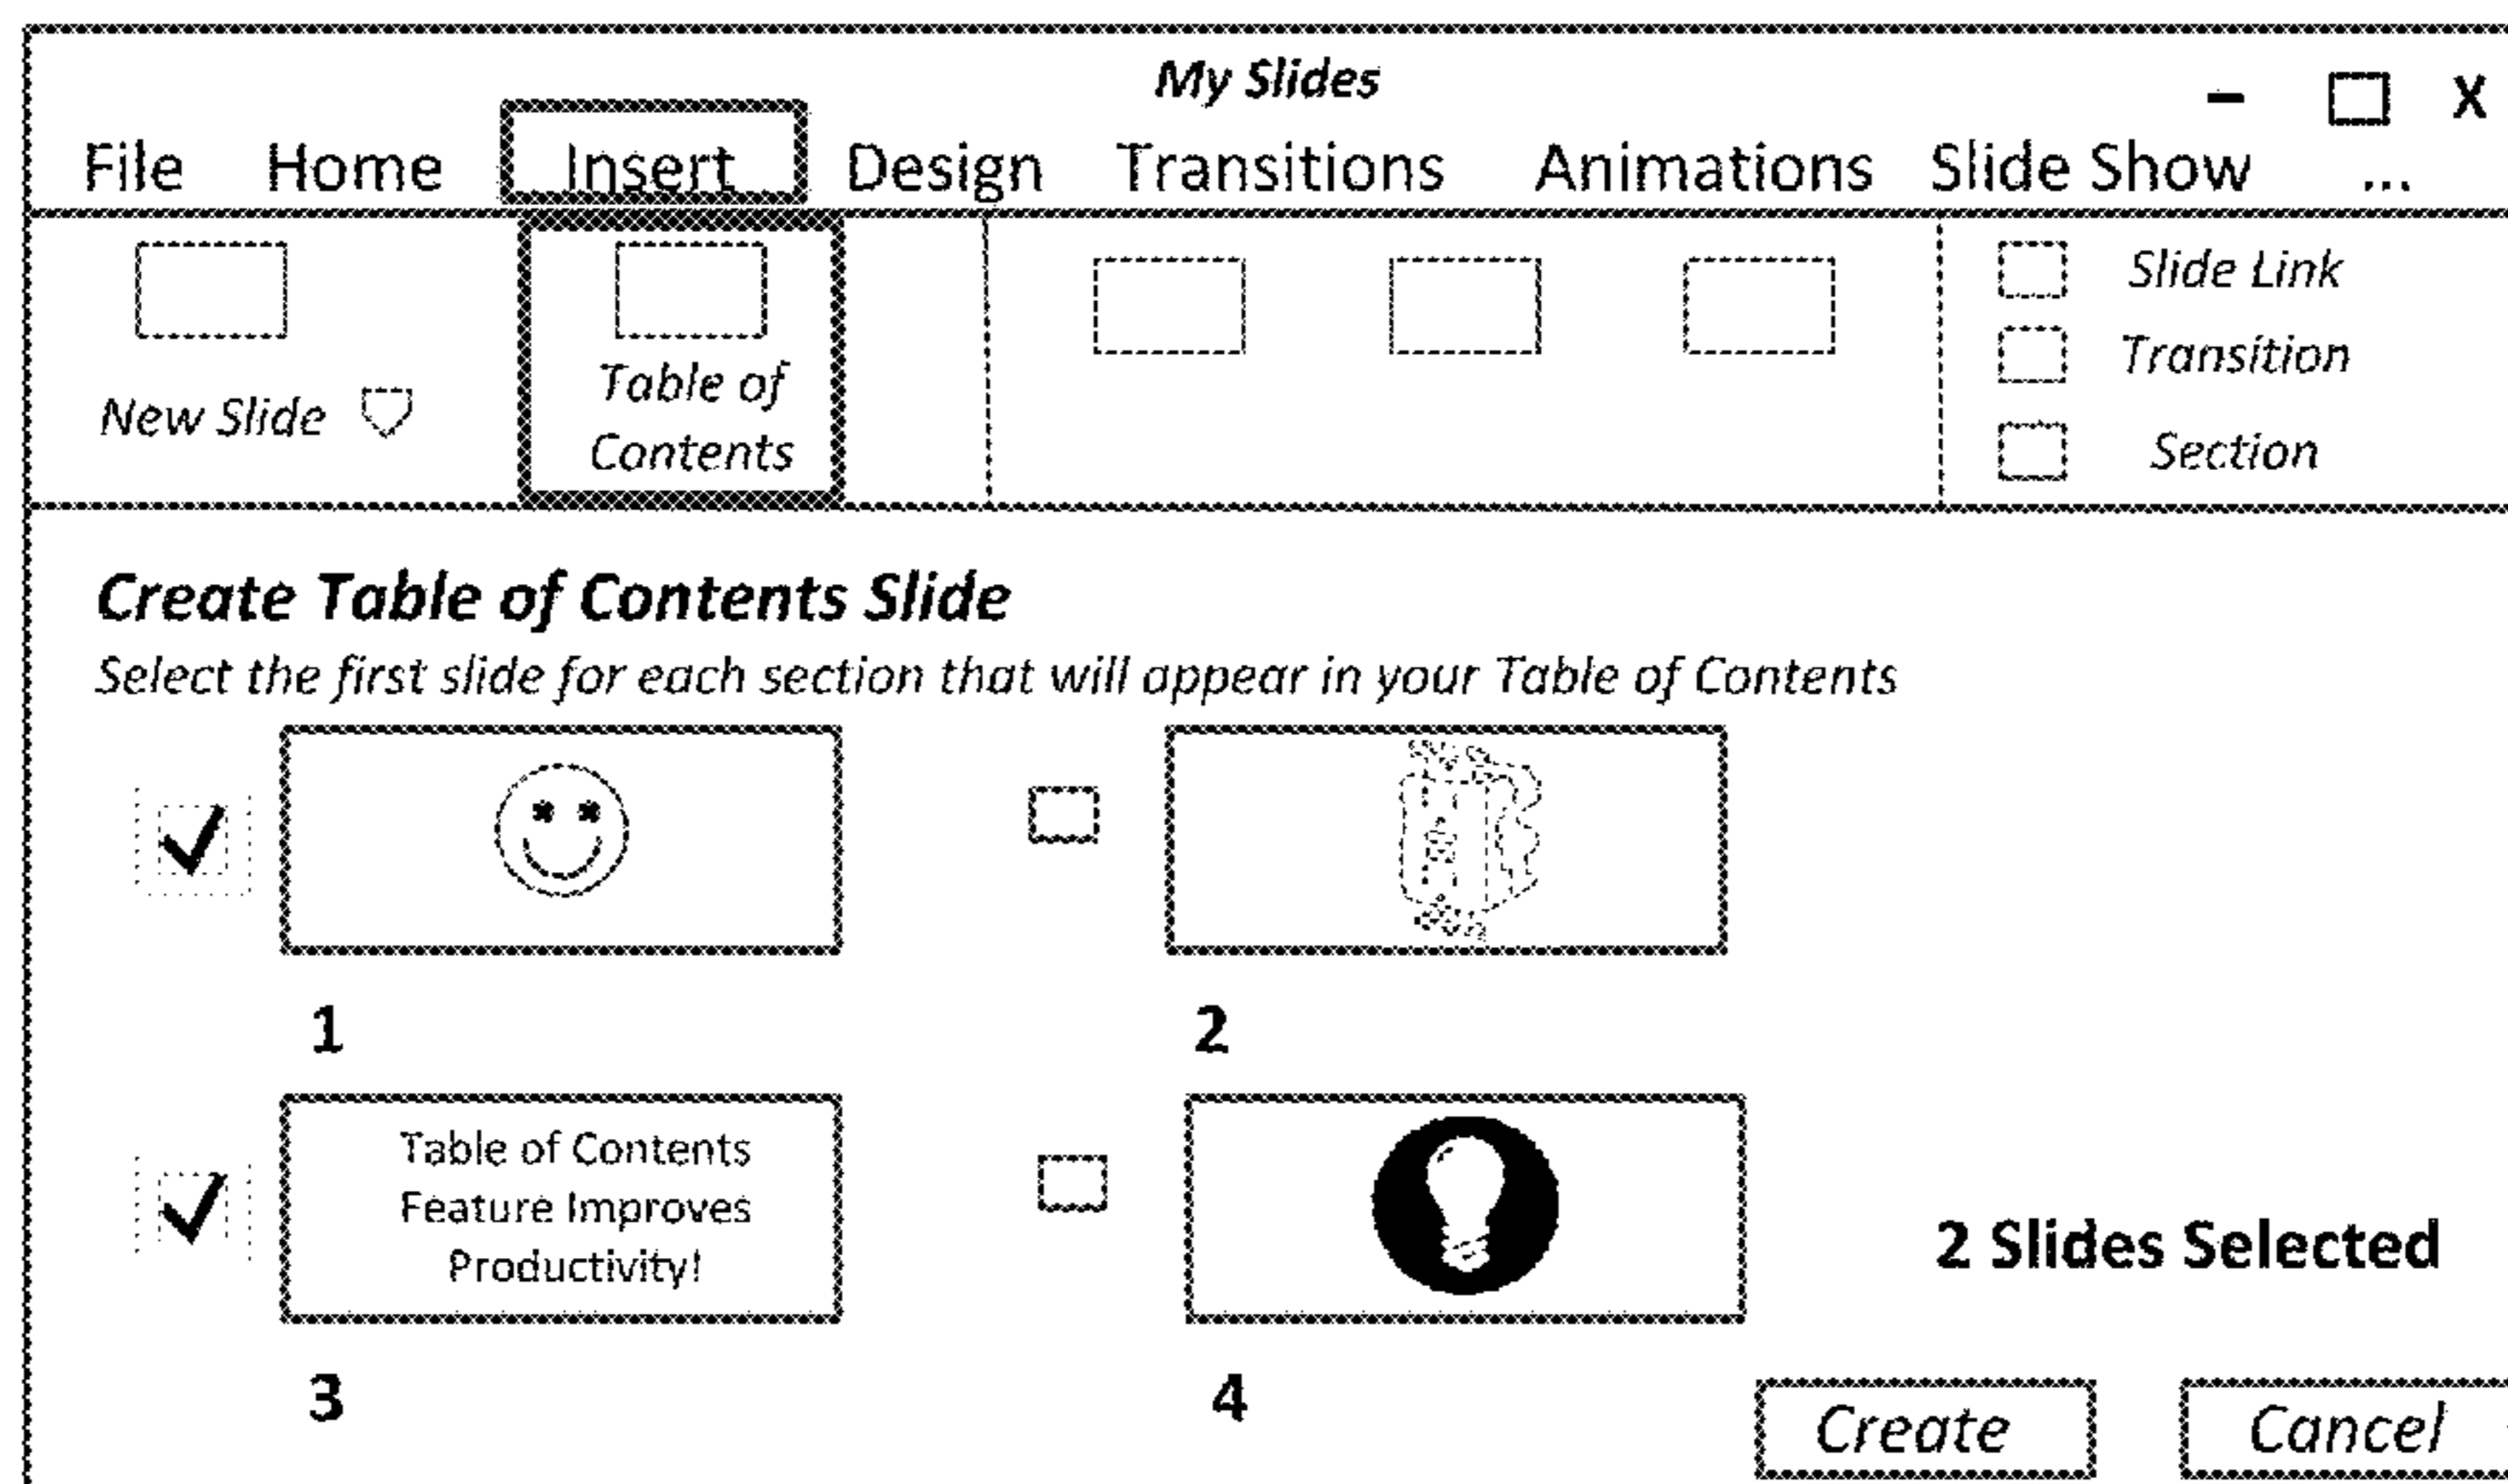 My Slides
X
File Home Insert Design Transitions Animations Slide Show ...
New Slide
Table of
Contents
Slide Link
Transition
Section
Create Table of Contents Slide
Select the first slide for each section that will appear in your Table of Contents
1
2
Table of Contents
Feature Improves
Productivity!
3
4
2 Slides Selected
Create
Cancel